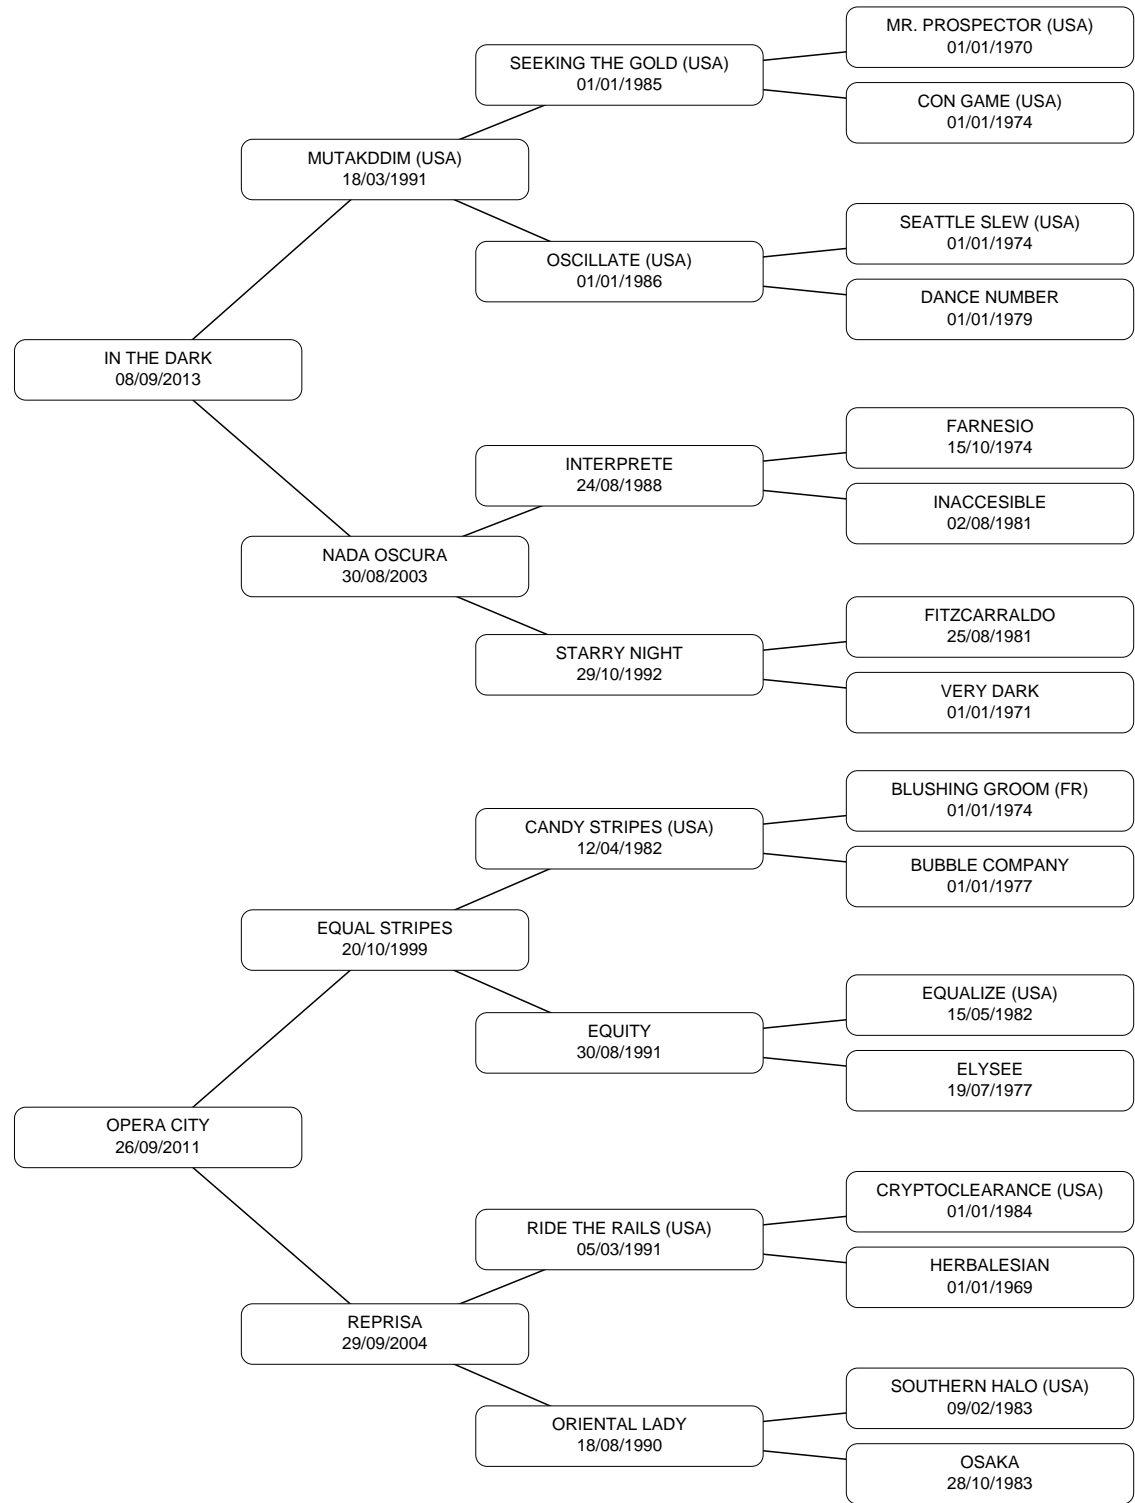 MR. PROSPECTOR (USA)
01/01/1970
SEEKING THE GOLD (USA)
01/01/1985
CON GAME (USA)
01/01/1974
MUTAKDDIM (USA)
18/03/1991
SEATTLE SLEW (USA)
01/01/1974
OSCILLATE (USA)
01/01/1986
DANCE NUMBER
01/01/1979
IN THE DARK
08/09/2013
FARNESIO
15/10/1974
INTERPRETE
24/08/1988
INACCESIBLE
02/08/1981
NADA OSCURA
30/08/2003
FITZCARRALDO
25/08/1981
STARRY NIGHT
29/10/1992
VERY DARK
01/01/1971
BLUSHING GROOM (FR)
01/01/1974
CANDY STRIPES (USA)
12/04/1982
BUBBLE COMPANY
01/01/1977
EQUAL STRIPES
20/10/1999
EQUALIZE (USA)
15/05/1982
EQUITY
30/08/1991
ELYSEE
19/07/1977
OPERA CITY
26/09/2011
CRYPTOCLEARANCE (USA)
01/01/1984
RIDE THE RAILS (USA)
05/03/1991
HERBALESIAN
01/01/1969
REPRISA
29/09/2004
SOUTHERN HALO (USA)
09/02/1983
ORIENTAL LADY
18/08/1990
OSAKA
28/10/1983